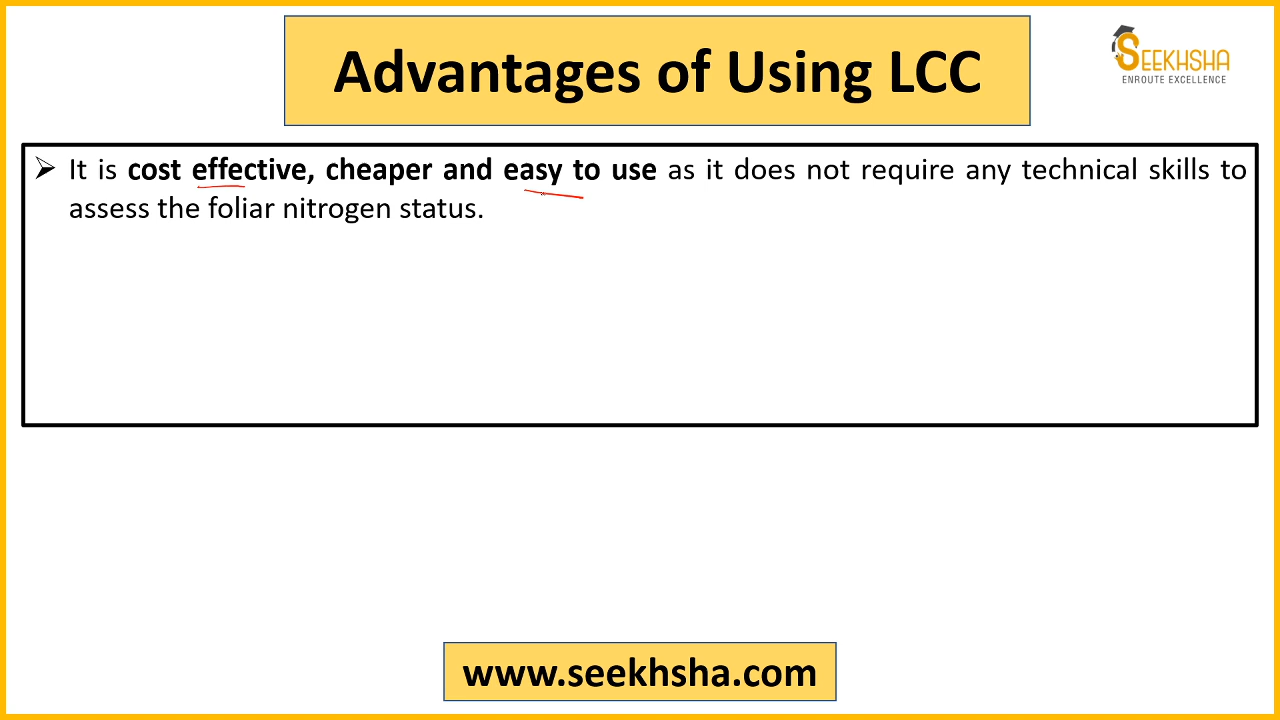 Advantages of Using LCC
SEEKHSHA
ENROUTE EXCELLENCE
➢ It is cost effective, cheaper and easy to use as it does not require any technical skills to
assess the foliar nitrogen status.
www.seekhsha.com